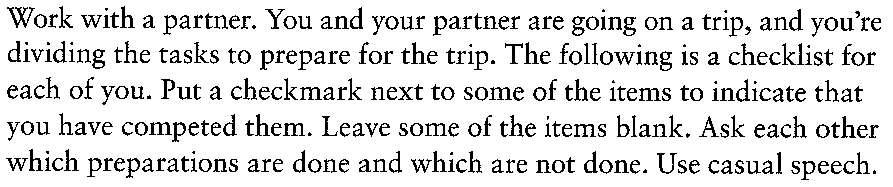 Work with a partner. You and your partner are going on a trip, and you're
dividing the tasks to prepare for the trip. The following is a checklist for
each of you. Put a checkmark next to some of the items to indicate that
you have competed them. Leave some of the items blank. Ask each other
which preparations are done and which are not done. Use casual speech.